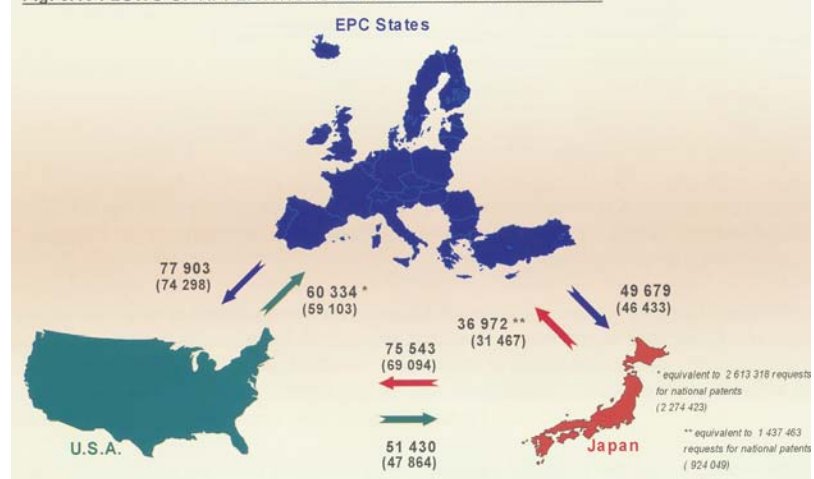 EPC States
77 903
(74 298)
60 334 *
(59 103)
36 972 **
(31 467)
49 679
(46 433)
75 543
(69 094)
* equivalent to 2 613 318 requests
for national patents
(2 274 423)
** equivalent to 1 437 463
requests for national patents
( 924 049)
U.S.A.
51 430
(47 864)
Japan